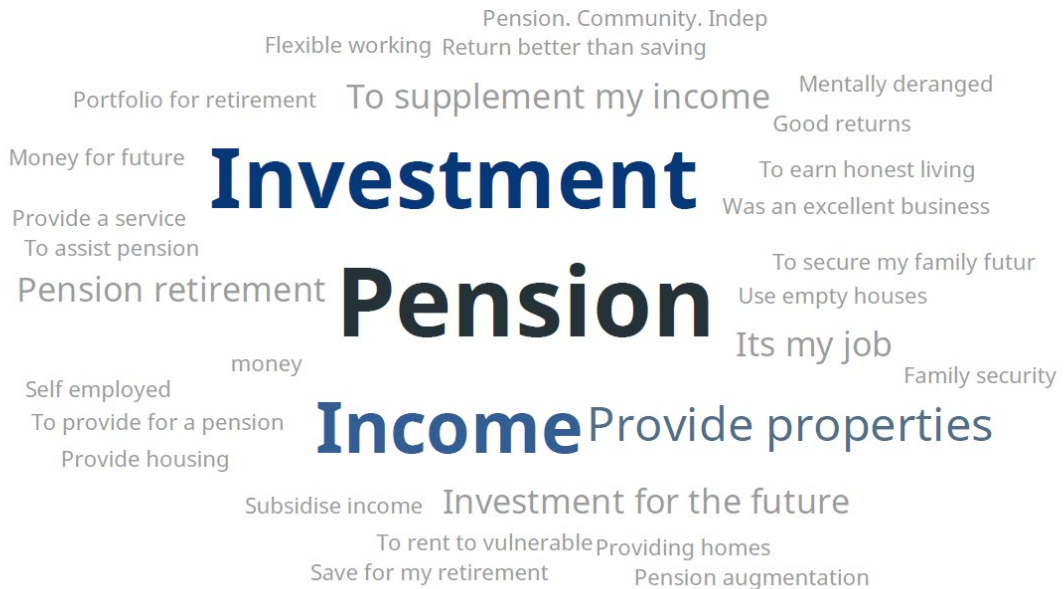 Pension. Community. Indep
Flexible working
Return better than saving
Mentally deranged
Portfolio for retirement
To supplement my income
Good returns
Money for future
Investment
To earn honest living
Was an excellent business
Provide a service
To assist pension
To secure my family futur
Pension retirement
Pension
Use empty houses
Its my job
money
Family security
Self employed
To provide for a pension
Income
Provide properties
Provide housing
Subsidise income
Investment for the future
To rent to vulnerable
Providing homes
Save for my retirement
Pension augmentation